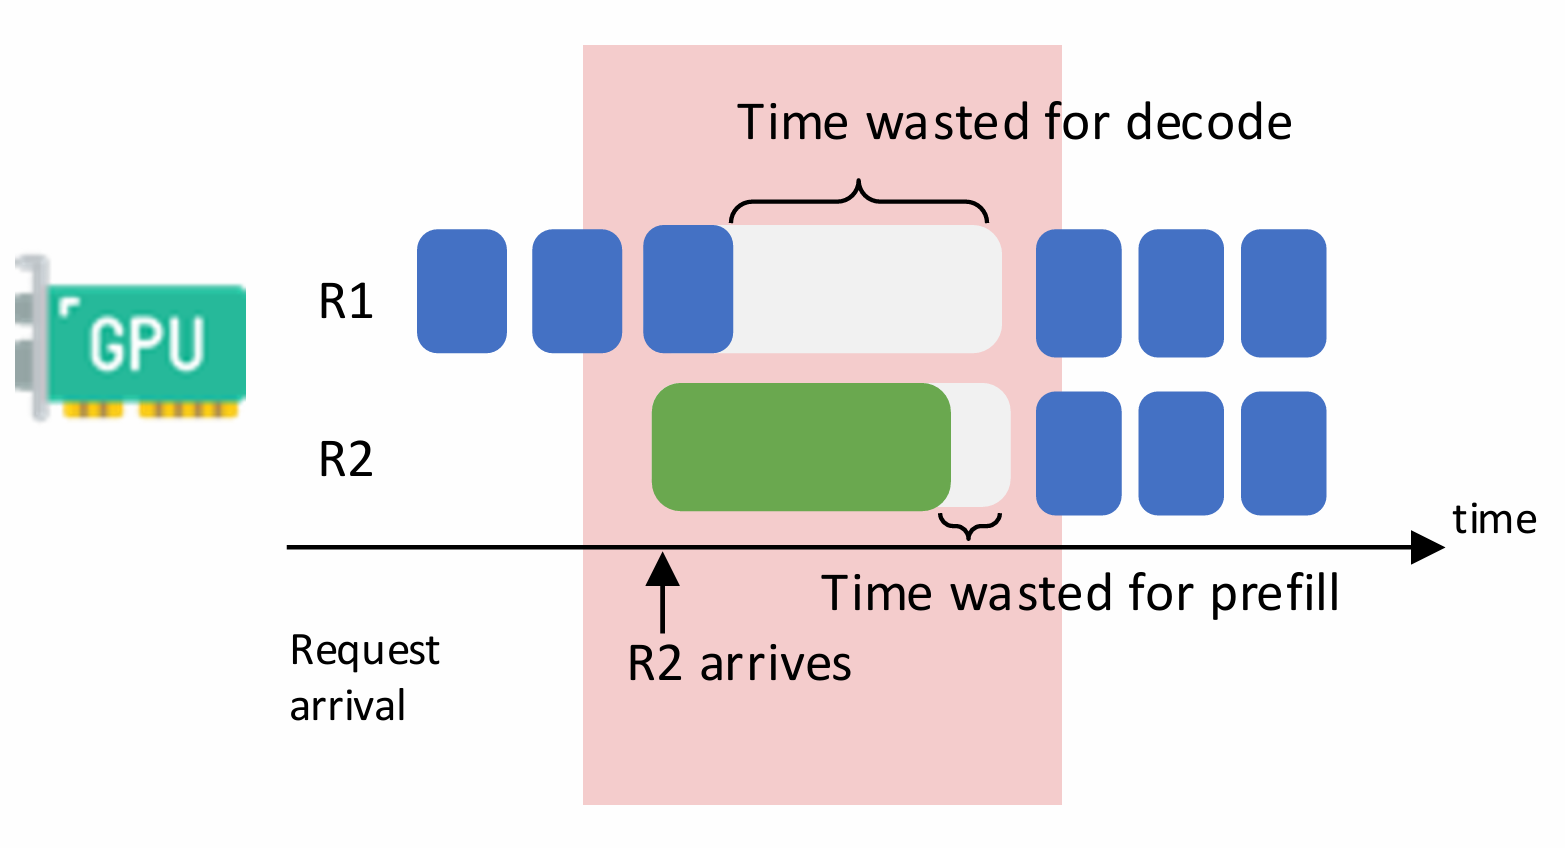 Time wasted for decode
GPU
R1
R2
time
Time wasted for prefill
Request
arrival
R2 arrives